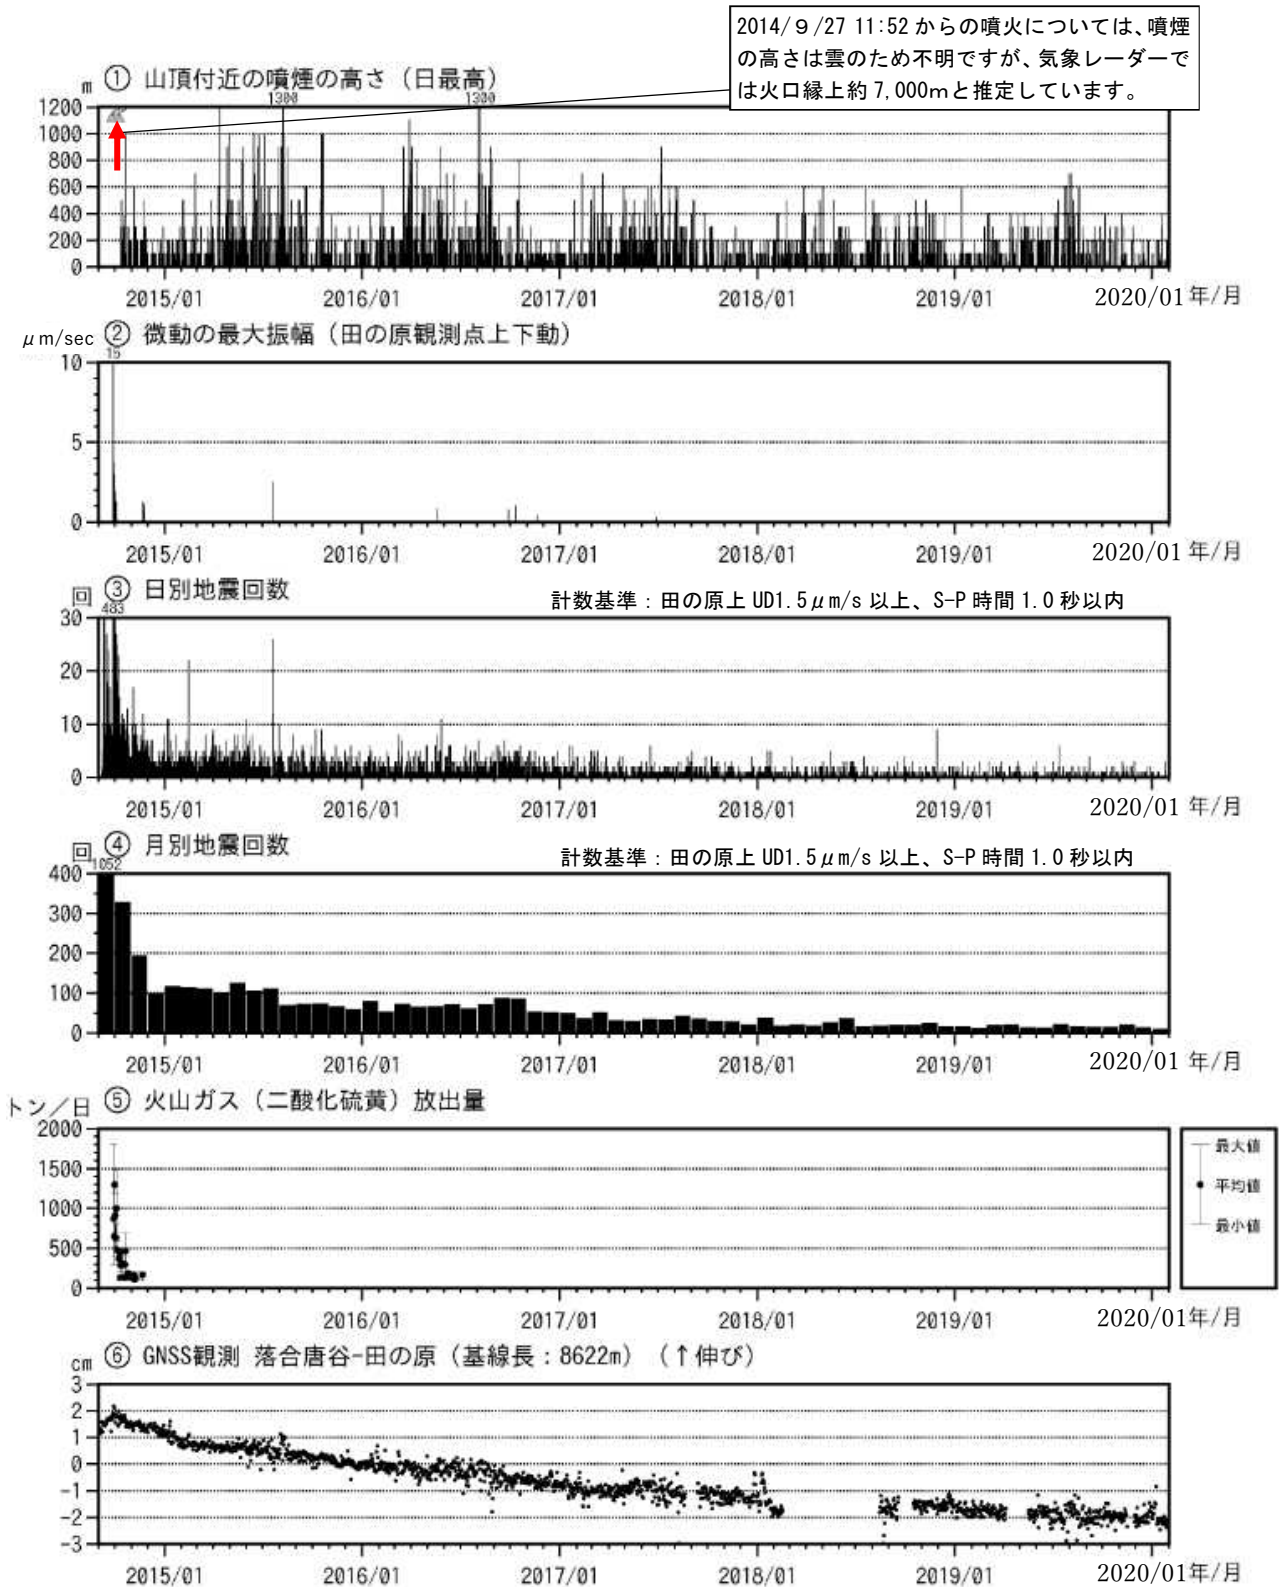 2014/９/27 11:52 からの噴火については、噴煙
の高さは雲のため不明ですが、気象レーダーで
は火口縁上約 7,000ｍと推定しています。
m ① 山頂付近の噴煙の高さ（日最高）
1300 1300
1200
1000
800
600
400
200
0
2015/01 2016/01 2017/01 2018/01 2019/01 2020/01 年/月
μm/sec ② 微動の最大振幅（田の原観測点上下動）
15
10
5
0
2015/01 2016/01 2017/01 2018/01 2019/01 2020/01 年/月
回 ③ 日別地震回数
計数基準：田の原上 UD1.5μm/s 以上、S-P 時間 1.0 秒以内
483
30
20
10
0
2015/01 2016/01 2017/01 2018/01 2019/01 2020/01 年/月
回 ④ 月別地震回数
計数基準：田の原上 UD1.5μm/s 以上、S-P 時間 1.0 秒以内
1052
400
300
200
100
0
2015/01 2016/01 2017/01 2018/01 2019/01 2020/01 年/月
トン／日 ⑤ 火山ガス（二酸化硫黄）放出量
2000
1500
1000
500
0
最大値
平均値
最小値
2015/01 2016/01 2017/01 2018/01 2019/01 2020/01年/月
cm ⑥ GNSS観測 落合唐谷-田の原（基線長：8622m）（↑伸び）
3
2
1
0
-1
-2
-3
2015/01 2016/01 2017/01 2018/01 2019/01 2020/01年/月